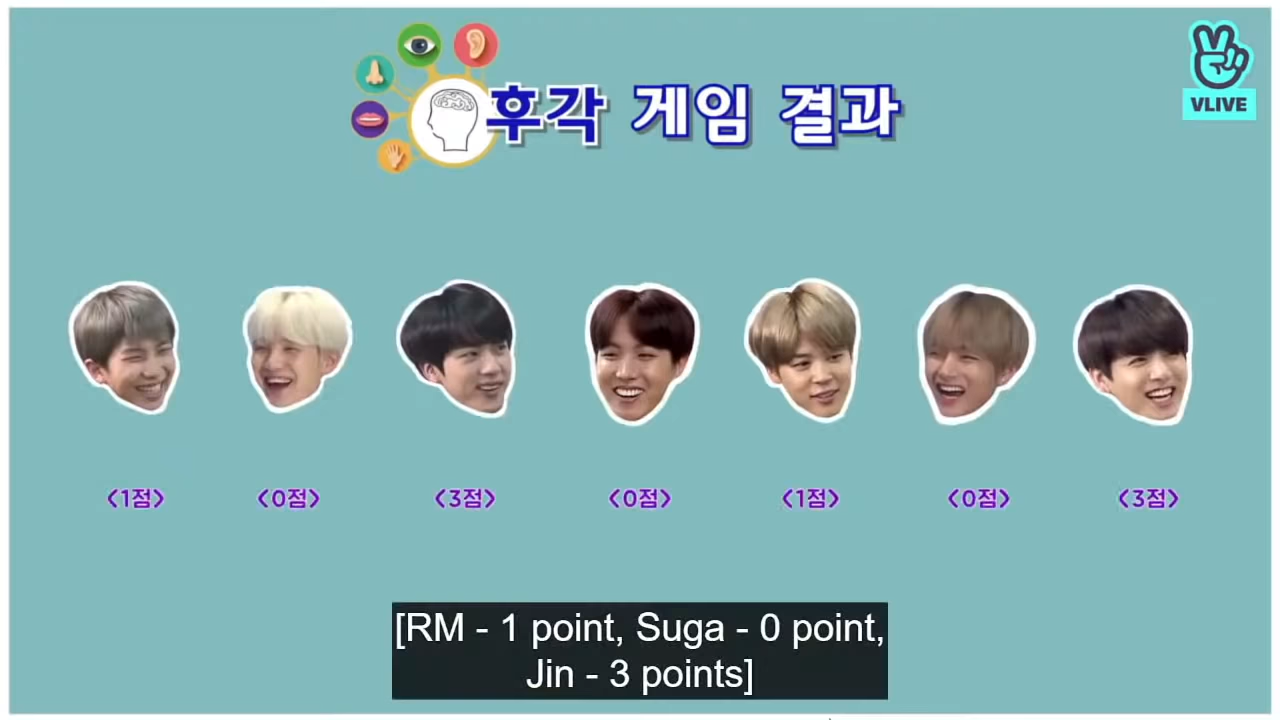 후각 게임 결과
VLIVE
<1점> <0점> <3점> <0점> <1점> <0점> <3점>
[RM - 1 point, Suga - 0 point,
Jin - 3 points]